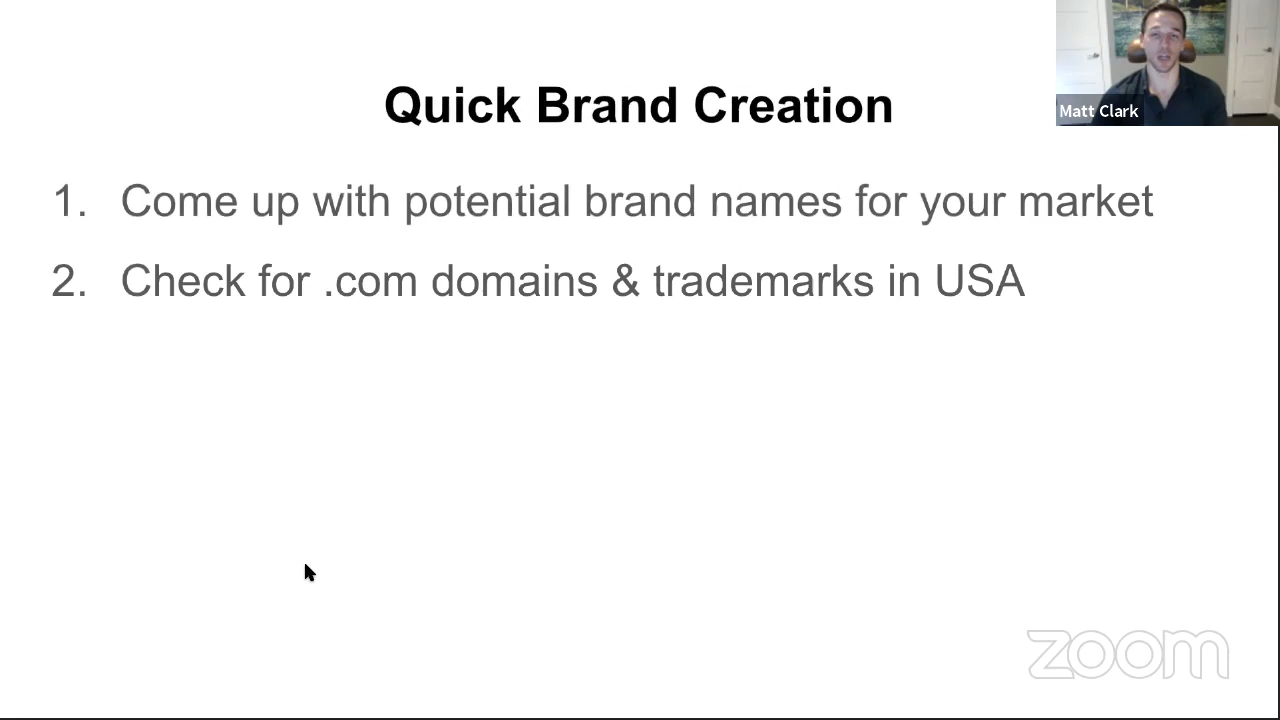 Quick Brand Creation
Matt Clark
1. Come up with potential brand names for your market
2. Check for .com domains & trademarks in USA
zoom